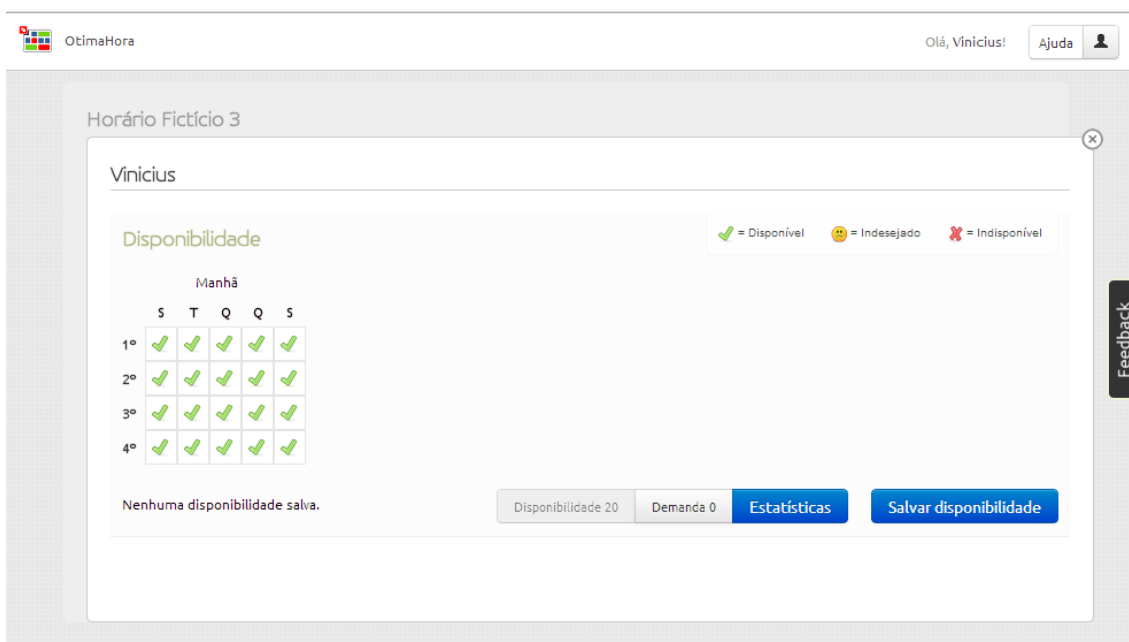 OtimaHora
Olá, Vinicius!
Ajuda
Horário Fictício 3
Vinicius
Disponibilidade
= Disponível
= Indesejado
= Indisponível
Manhã
S T Q Q S
1º
2º
3º
4º
Nenhuma disponibilidade salva.
Disponibilidade 20
Demanda 0
Estatísticas
Salvar disponibilidade
Feedback